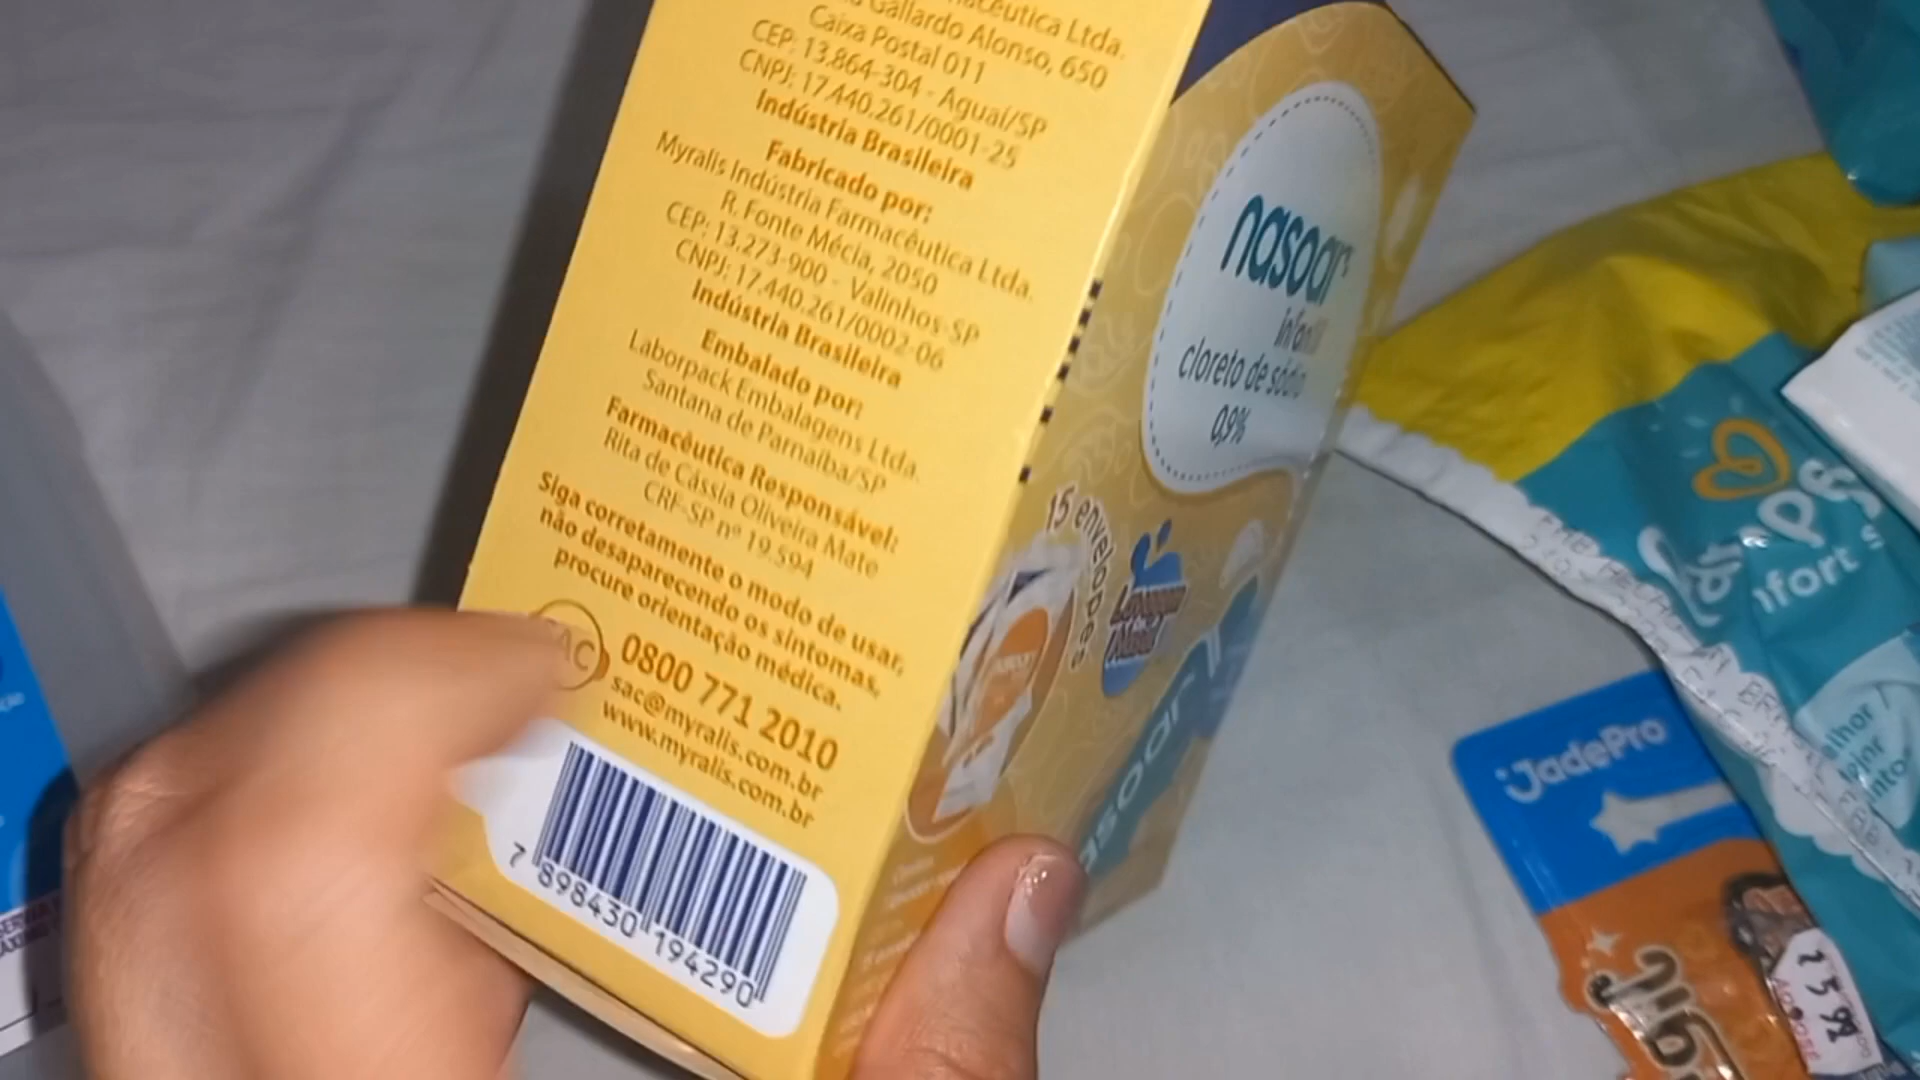 Gallardo Alonso, 650
Caixa Postal 011
CEP: 13.864-304 - Aguaí/SP
CNPJ: 17.440.261/0001-25
Indústria Brasileira
Fabricado por:
Myralis Indústria Farmacêutica Ltda.
R. Fonte Mécia, 2050
CEP: 13.273-900 - Valinhos-SP
CNPJ: 17.440.261/0002-06
Indústria Brasileira
Embalado por:
Laborpack Embalagens Ltda.
Santana de Parnaíba/SP
Farmacêutica Responsável:
Rita de Cássia Oliveira Mate
CRF-SP nº 19.594
Siga corretamente o modo de usar,
não desaparecendo os sintomas,
procure orientação médica.
0800 771 2010
sac@myralis.com.br
www.myralis.com.br
7 898430 194290
nasoar
infantil
cloreto de sódio
0,9%
15 envelopes
JadePro